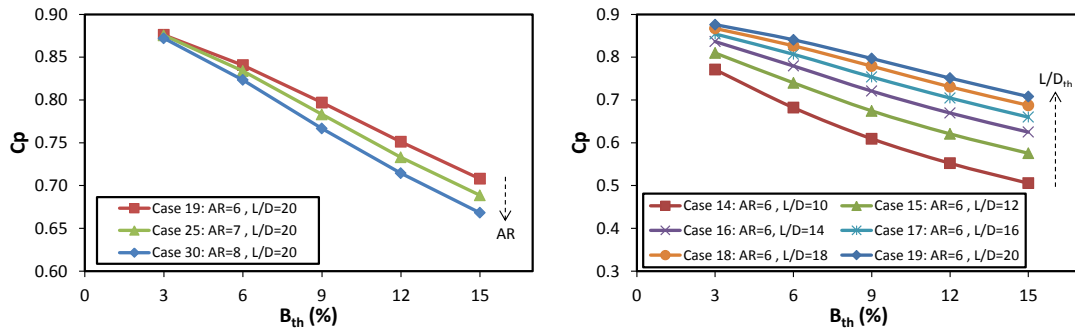 0.90
0.85
0.80
0.75
0.70
0.65
0.60
Cp
Case 19: AR=6 , L/D=20
Case 25: AR=7 , L/D=20
Case 30: AR=8 , L/D=20
AR
0 3 6 9 12 15
Bth (%)
0.9
0.8
0.7
0.6
0.5
0.4
0.3
Cp
L/Dth
Case 14: AR=6 , L/D=10 Case 15: AR=6 , L/D=12
Case 16: AR=6, L/D=14 Case 17: AR=6 , L/D=16
Case 18: AR=6 , L/D=18 Case 19: AR=6 , L/D=20
0 3 6 9 12 15
Bth (%)